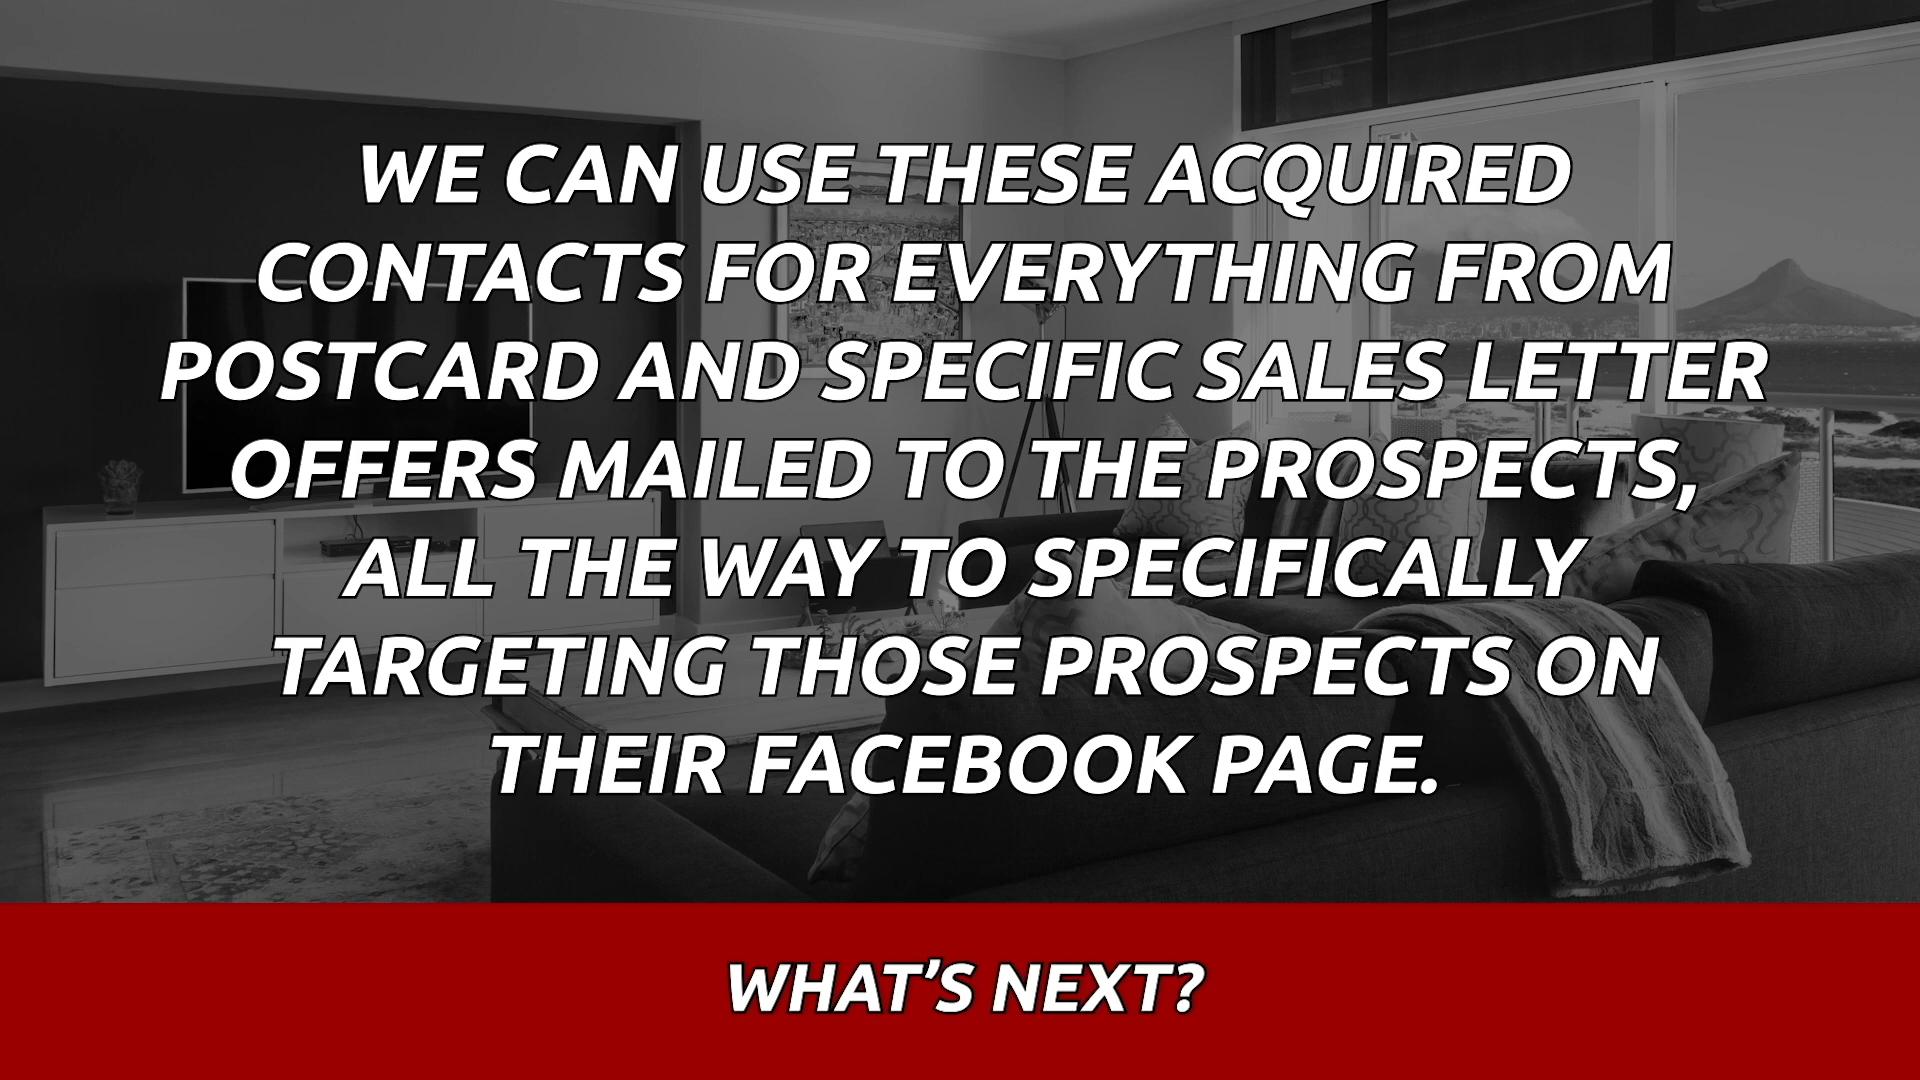 WE CAN USE THESE ACQUIRED
CONTACTS FOR EVERYTHING FROM
POSTCARD AND SPECIFIC SALES LETTER
OFFERS MAILED TO THE PROSPECTS,
ALL THE WAY TO SPECIFICALLY
TARGETING THOSE PROSPECTS ON
THEIR FACEBOOK PAGE.
WHAT’S NEXT?